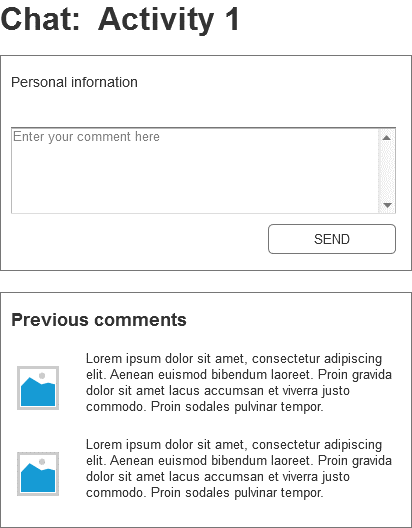 Chat:  Activity 1
Personal infornation
Enter your comment here
SEND
Previous comments
Lorem ipsum dolor sit amet, consectetur adipiscing
elit. Aenean euismod bibendum laoreet. Proin gravida
dolor sit amet lacus accumsan et viverra justo
commodo. Proin sodales pulvinar tempor.
Lorem ipsum dolor sit amet, consectetur adipiscing
elit. Aenean euismod bibendum laoreet. Proin gravida
dolor sit amet lacus accumsan et viverra justo
commodo. Proin sodales pulvinar tempor.